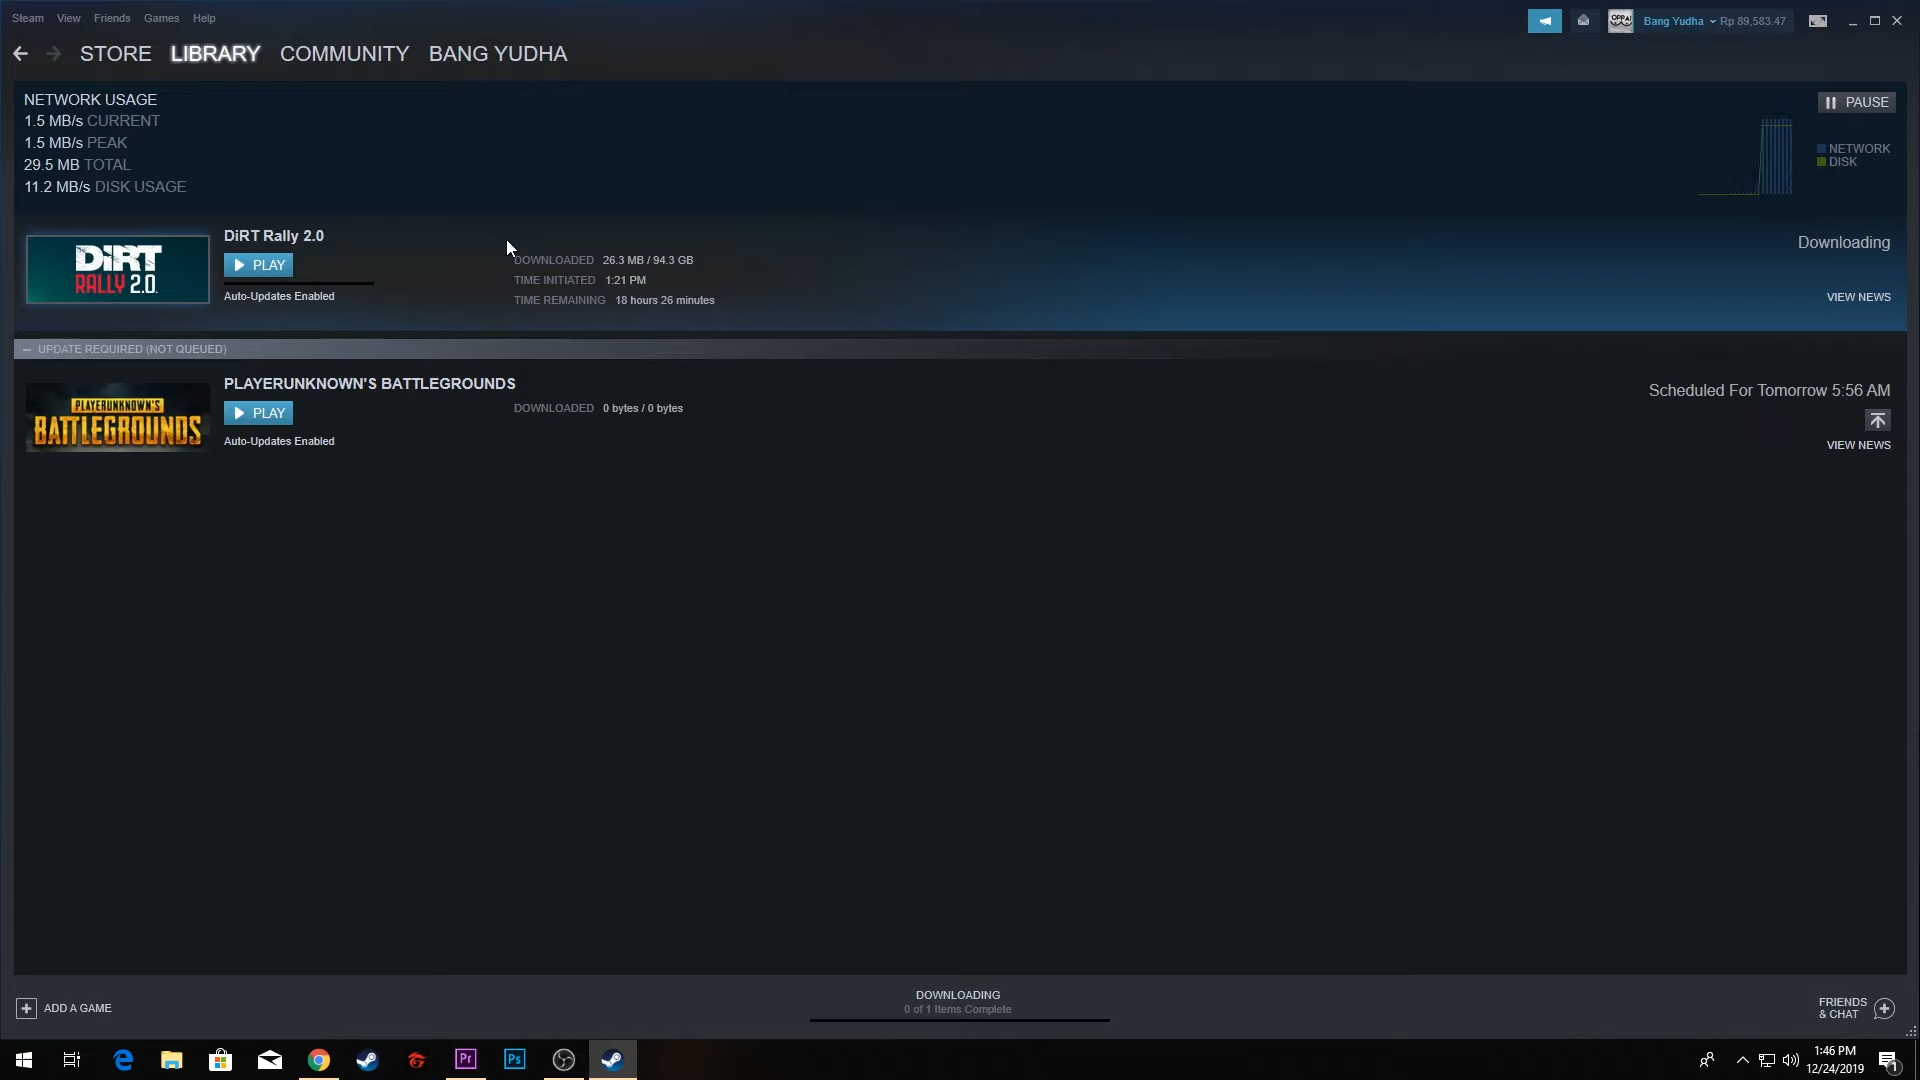 Steam View Friends Games Help
OPPAI Bang Yudha Rp 89,583.47
STORE LIBRARY COMMUNITY BANG YUDHA
NETWORK USAGE
1.5 MB/s CURRENT
1.5 MB/s PEAK
29.5 MB TOTAL
11.2 MB/s DISK USAGE
PAUSE
NETWORK
DISK
DiRT
RALLY 2.0
DiRT Rally 2.0
PLAY
Auto-Updates Enabled
DOWNLOADED 26.3 MB / 94.3 GB
TIME INITIATED 1:21 PM
TIME REMAINING 18 hours 26 minutes
Downloading
VIEW NEWS
UPDATE REQUIRED (NOT QUEUED)
PLAYERUNKNOWN'S
BATTLEGROUNDS
PLAYERUNKNOWN'S BATTLEGROUNDS
PLAY
Auto-Updates Enabled
DOWNLOADED 0 bytes / 0 bytes
Scheduled For Tomorrow 5:56 AM
VIEW NEWS
ADD A GAME
DOWNLOADING
0 of 1 Items Complete
FRIENDS
& CHAT
Pr
Ps
1:46 PM
12/24/2019
1